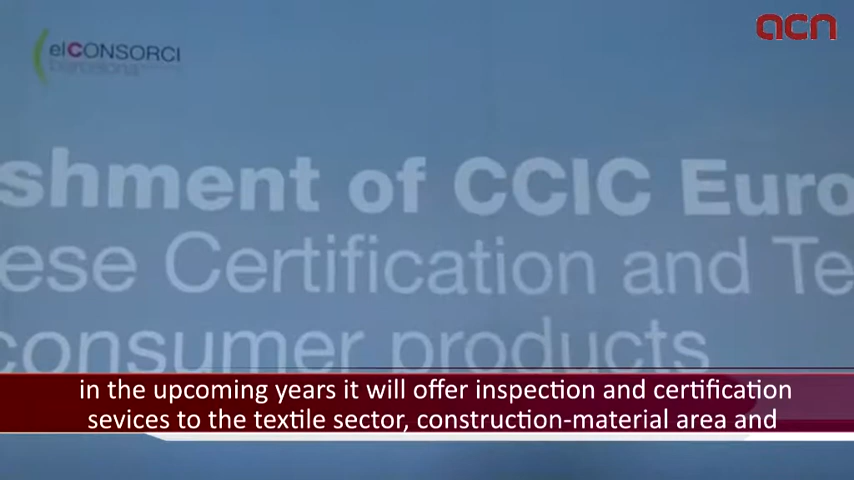 elCONSORCI
barcelona
acn
shment of CCIC Euro
ese Certification and Te
consumer products
in the upcoming years it will offer inspection and certification
sevices to the textile sector, construction-material area and